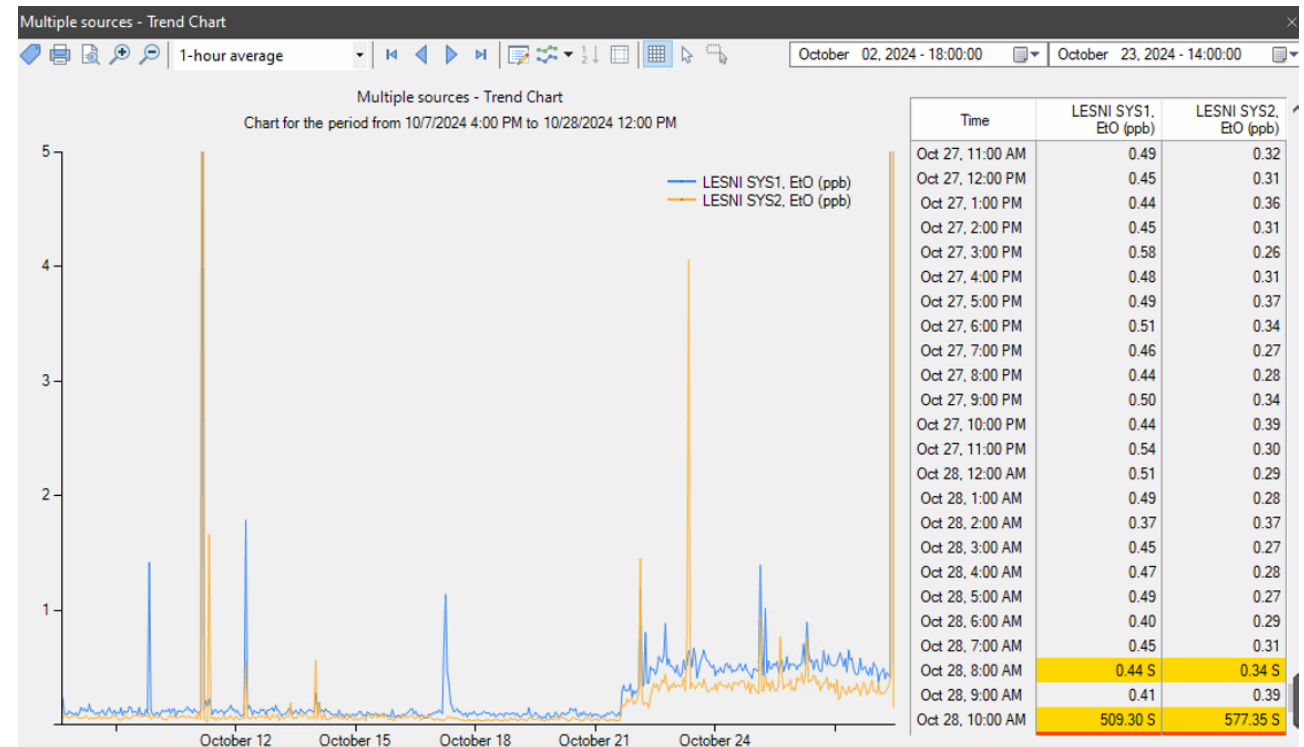 Multiple sources - Trend Chart
1-hour average
October 02, 2024 - 18:00:00
October 23, 2024 - 14:00:00
Multiple sources - Trend Chart
Chart for the period from 10/7/2024 4:00 PM to 10/28/2024 12:00 PM
LESNI SYS1, EtO (ppb)
LESNI SYS2, EtO (ppb)
5
4
3
2
1
October 12 October 15 October 18 October 21 October 24
Time LESNI SYS1, EtO (ppb) LESNI SYS2, EtO (ppb)
Oct 27, 11:00 AM 0.49 0.32
Oct 27, 12:00 PM 0.45 0.31
Oct 27, 1:00 PM 0.44 0.36
Oct 27, 2:00 PM 0.45 0.31
Oct 27, 3:00 PM 0.58 0.26
Oct 27, 4:00 PM 0.48 0.31
Oct 27, 5:00 PM 0.49 0.37
Oct 27, 6:00 PM 0.51 0.34
Oct 27, 7:00 PM 0.46 0.27
Oct 27, 8:00 PM 0.44 0.28
Oct 27, 9:00 PM 0.50 0.34
Oct 27, 10:00 PM 0.44 0.39
Oct 27, 11:00 PM 0.54 0.30
Oct 28, 12:00 AM 0.51 0.29
Oct 28, 1:00 AM 0.49 0.28
Oct 28, 2:00 AM 0.37 0.37
Oct 28, 3:00 AM 0.45 0.27
Oct 28, 4:00 AM 0.47 0.28
Oct 28, 5:00 AM 0.49 0.27
Oct 28, 6:00 AM 0.40 0.29
Oct 28, 7:00 AM 0.45 0.31
Oct 28, 8:00 AM 0.44 S 0.34 S
Oct 28, 9:00 AM 0.41 0.39
Oct 28, 10:00 AM 509.30 S 577.35 S